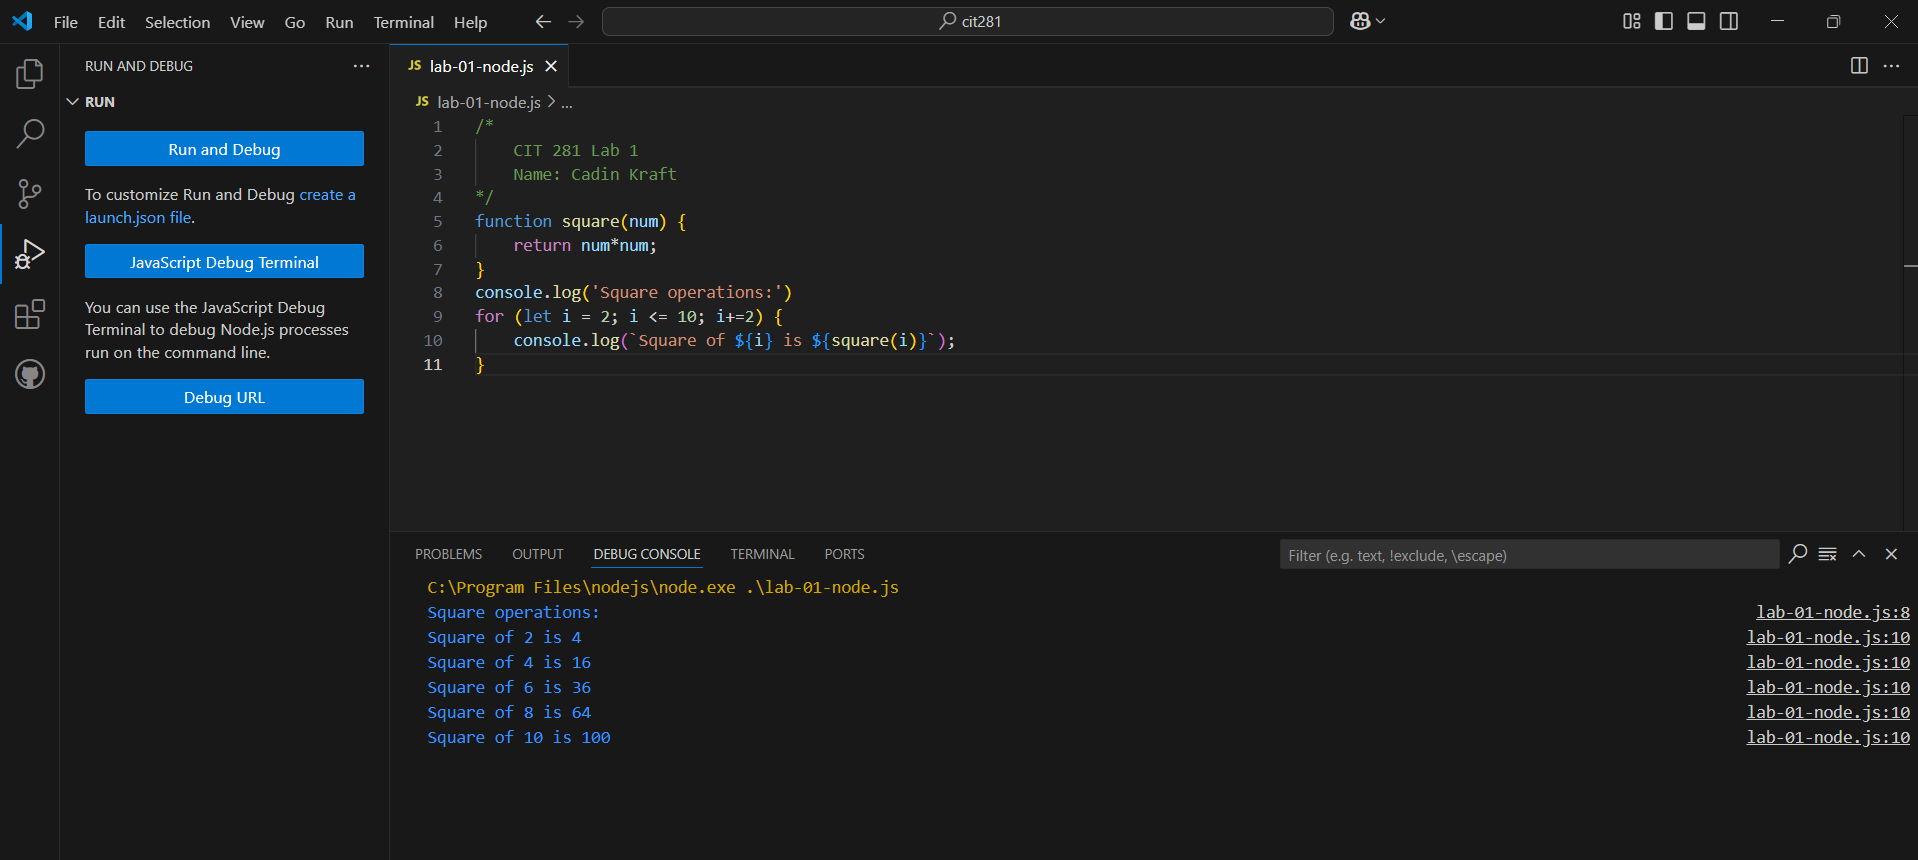 File Edit Selection View Go Run Terminal Help cit281
RUN AND DEBUG
RUN
Run and Debug
To customize Run and Debug create a
launch.json file.
JavaScript Debug Terminal
You can use the JavaScript Debug
Terminal to debug Node.js processes
run on the command line.
Debug URL
JS lab-01-node.js
JS lab-01-node.js > ...
1 /*
2 CIT 281 Lab 1
3 Name: Cadin Kraft
4 */
5 function square(num) {
6 return num*num;
7 }
8 console.log('Square operations:')
9 for (let i = 2; i <= 10; i+=2) {
10 console.log(`Square of ${i} is ${square(i)}`);
11 }
PROBLEMS OUTPUT DEBUG CONSOLE TERMINAL PORTS Filter (e.g. text, !exclude, \escape)
C:\Program Files\nodejs\node.exe .\lab-01-node.js
Square operations: lab-01-node.js:8
Square of 2 is 4 lab-01-node.js:10
Square of 4 is 16 lab-01-node.js:10
Square of 6 is 36 lab-01-node.js:10
Square of 8 is 64 lab-01-node.js:10
Square of 10 is 100 lab-01-node.js:10